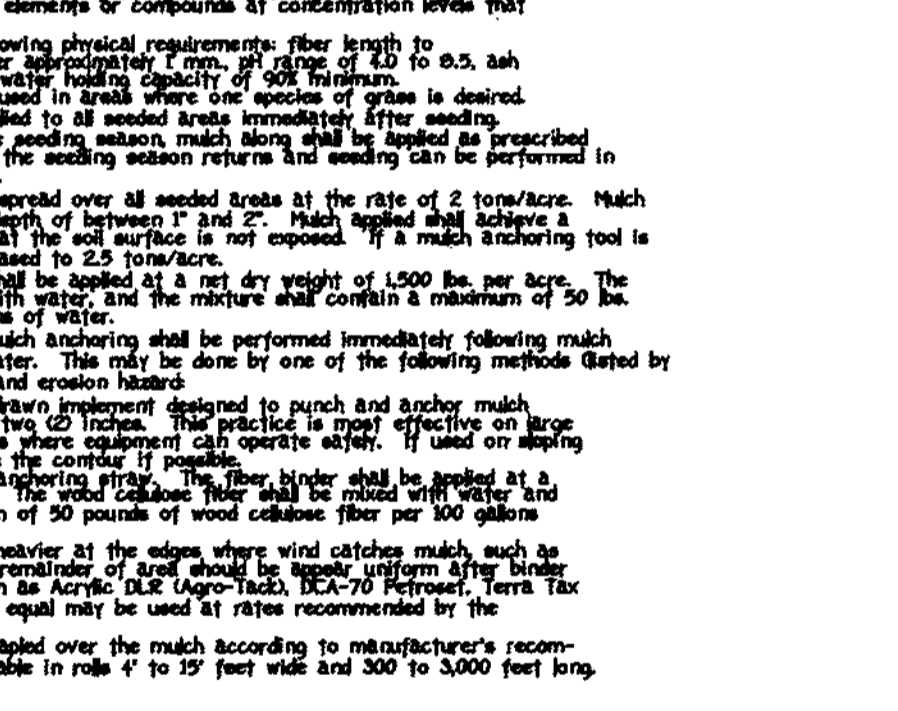 elements or compounds at concentration levels that
owing physical requirements: fiber length to
er approximately 1 mm., pH range of 4.0 to 8.5, ash
water holding capacity of 90% minimum.
used in areas where one species of grass is desired.
lied to all seeded areas immediately after seeding.
seeding season, mulch along shall be applied as prescribed
the seeding season returns and seeding can be performed in
spread over all seeded areas at the rate of 2 tons/acre. Mulch
epth of between 1" and 2". Mulch applied shall achieve a
at the soil surface is not exposed. If a mulch anchoring tool is
ased to 2.5 tons/acre.
hall be applied at a net dry weight of 1,500 lbs. per acre. The
ith water, and the mixture shall contain a maximum of 50 lbs.
s of water.
ulch anchoring shall be performed immediately following mulch
ater. This may be done by one of the following methods (listed by
and erosion hazard:
rawn implement designed to punch and anchor mulch
two (2) inches. This practice is most effective on large
s where equipment can operate safely. If used on sloping
the contour if possible.
anchoring straw. The fiber binder shall be applied at a
The wood cellulose fiber shall be mixed with water and
n of 50 pounds of wood cellulose fiber per 100 gallons
heavier at the edges where wind catches mulch, such as
remainder of area should be appear uniform after binder
h as Acrylic DLR (Agro-Tack), DCA-70 Petroset, Terra Tax
equal may be used at rates recommended by the
apled over the mulch according to manufacturer's recom-
able in rolls 4' to 15' feet wide and 300 to 3,000 feet long.